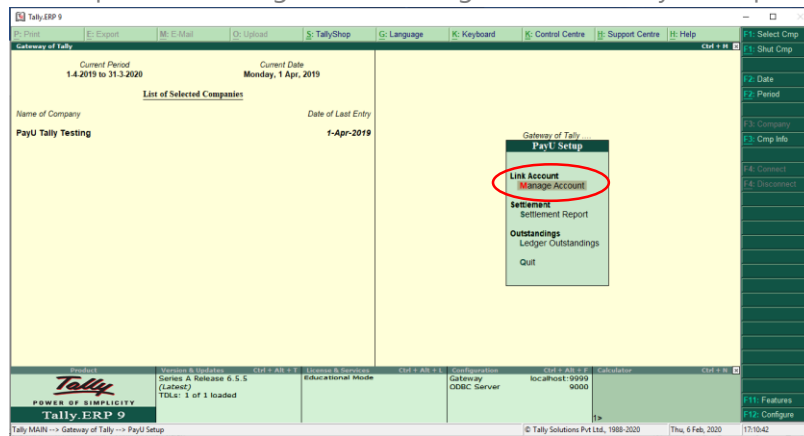 Tally.ERP 9
P: Print E: Export M: E-Mail O: Upload S: TallyShop G: Language K: Keyboard K: Control Centre H: Support Centre H: Help F1: Select Cmp
Gateway of Tally Ctrl + M F1: Shut Cmp
Current Period Current Date
1-4-2019 to 31-3-2020 Monday, 1 Apr, 2019
F2: Date
List of Selected Companies F2: Period
Name of Company Date of Last Entry
F3: Company
PayU Tally Testing 1-Apr-2019
Gateway of Tally ....
F3: Cmp Info
PayU Setup
Link Account
F4: Connect
Manage Account
F4: Disconnect
Settlement
Settlement Report
Outstandings
Ledger Outstandings
Quit
Product Version & Updates Ctrl + Alt + T License & Services Ctrl + Alt + L Configuration Ctrl + Alt + F Calculator Ctrl + N
Tally
POWER OF SIMPLICITY
Tally.ERP 9
Series A Release 6.5.5
(Latest)
TDLs: 1 of 1 loaded
Educational Mode
Gateway localhost:9999
ODBC Server 9000
1>
F11: Features
F12: Configure
Tally MAIN --> Gateway of Tally --> PayU Setup © Tally Solutions Pvt Ltd., 1988-2020 Thu, 6 Feb, 2020 17:10:42